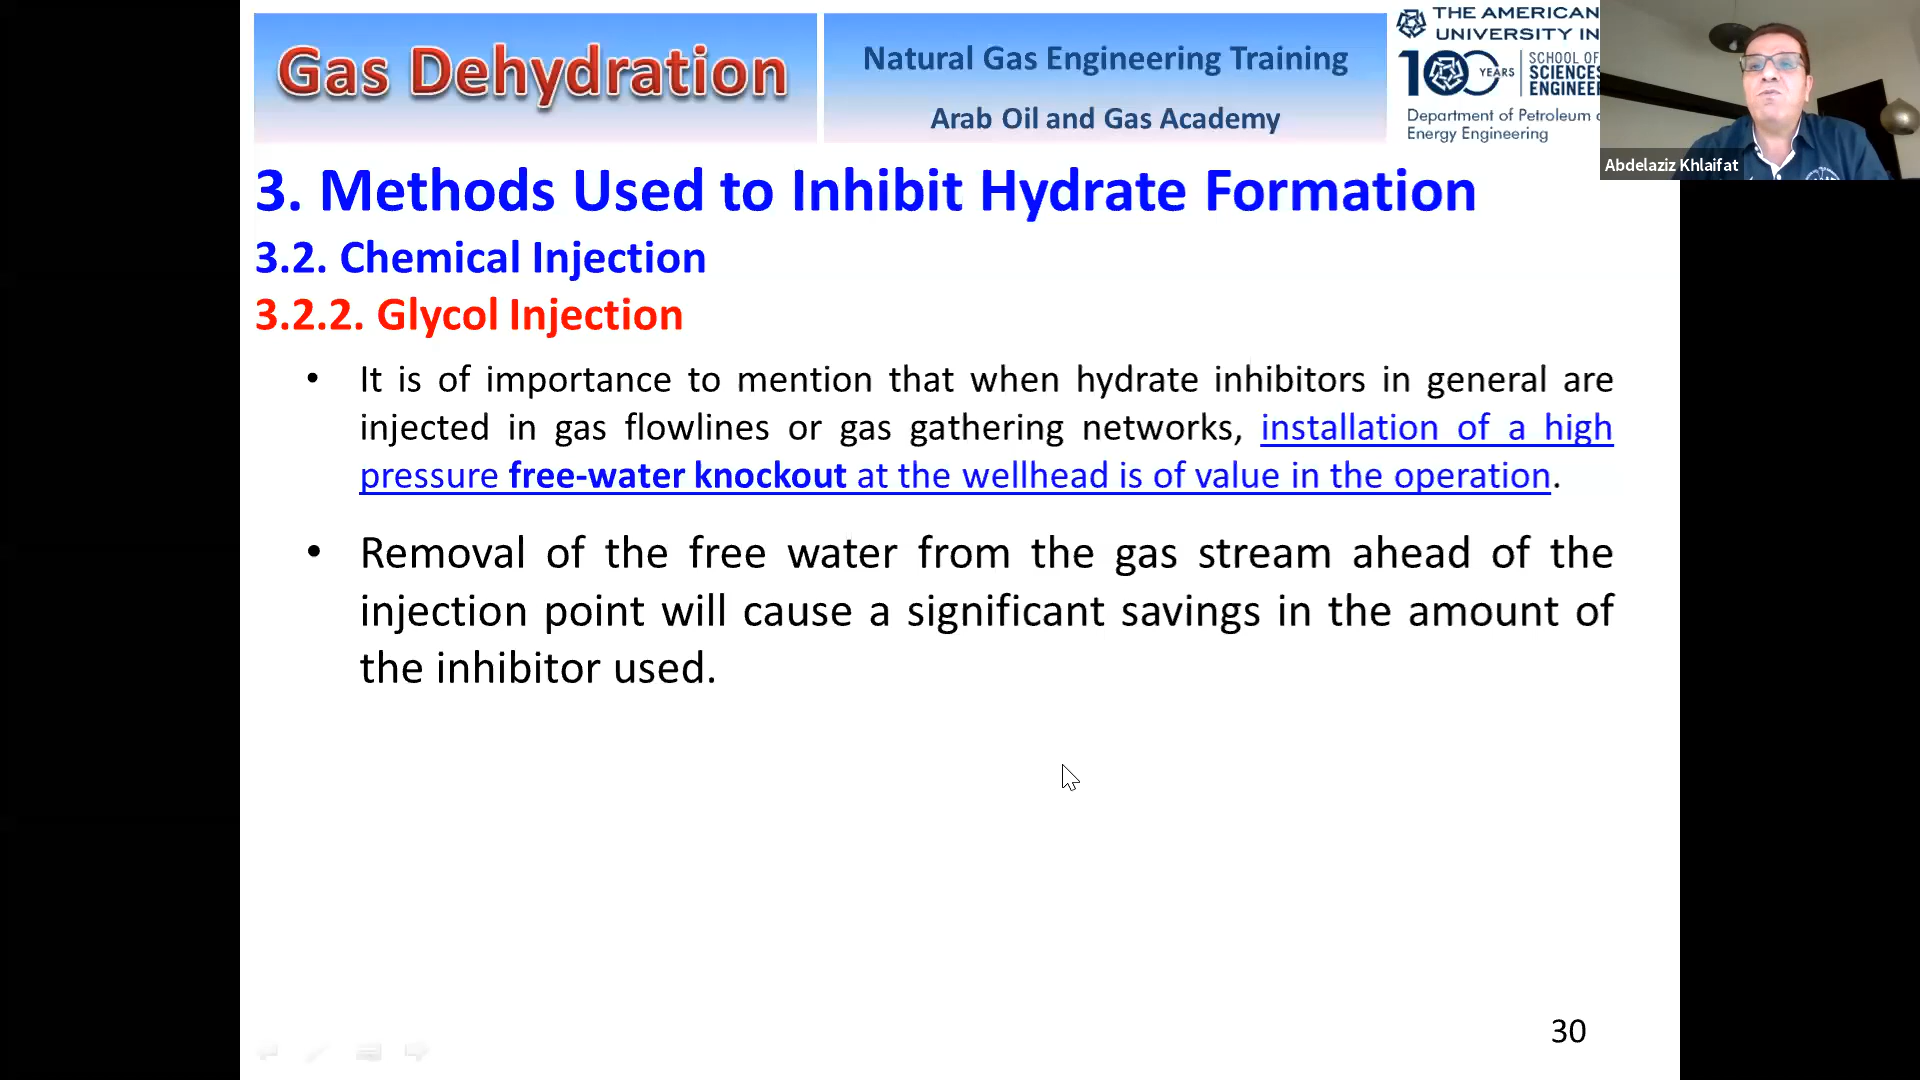 Gas Dehydration
Natural Gas Engineering Training
Arab Oil and Gas Academy
THE AMERICAN
UNIVERSITY IN
100 YEARS
SCHOOL OF
SCIENCES
ENGINEE
Department of Petroleum
Energy Engineering
Abdelaziz Khlaifat
3. Methods Used to Inhibit Hydrate Formation
3.2. Chemical Injection
3.2.2. Glycol Injection
• It is of importance to mention that when hydrate inhibitors in general are
injected in gas flowlines or gas gathering networks, installation of a high
pressure free-water knockout at the wellhead is of value in the operation.
• Removal of the free water from the gas stream ahead of the
injection point will cause a significant savings in the amount of
the inhibitor used.
30